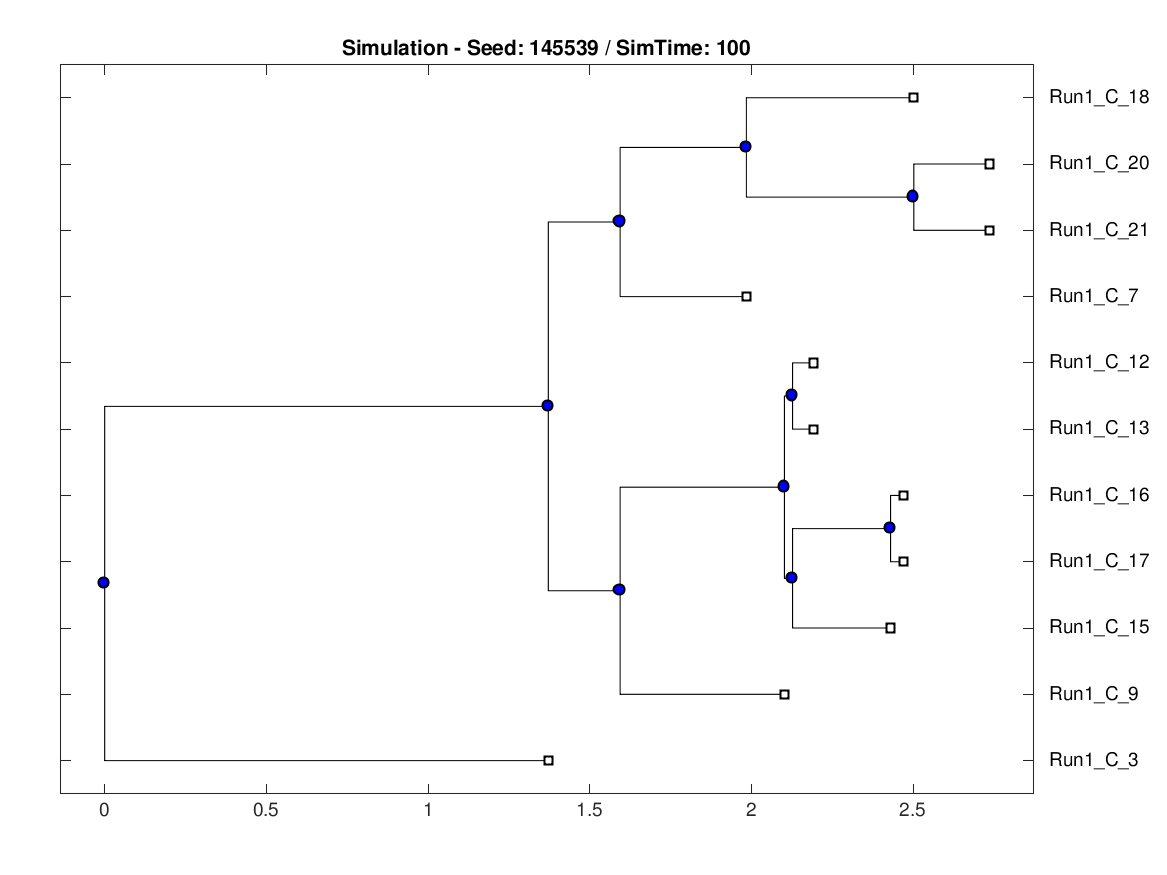 Simulation - Seed: 145539 / SimTime: 100
Run1_C_18
Run1_C_20
Run1_C_21
Run1_C_7
Run1_C_12
Run1_C_13
Run1_C_16
Run1_C_17
Run1_C_15
Run1_C_9
Run1_C_3
0 0.5 1 1.5 2 2.5